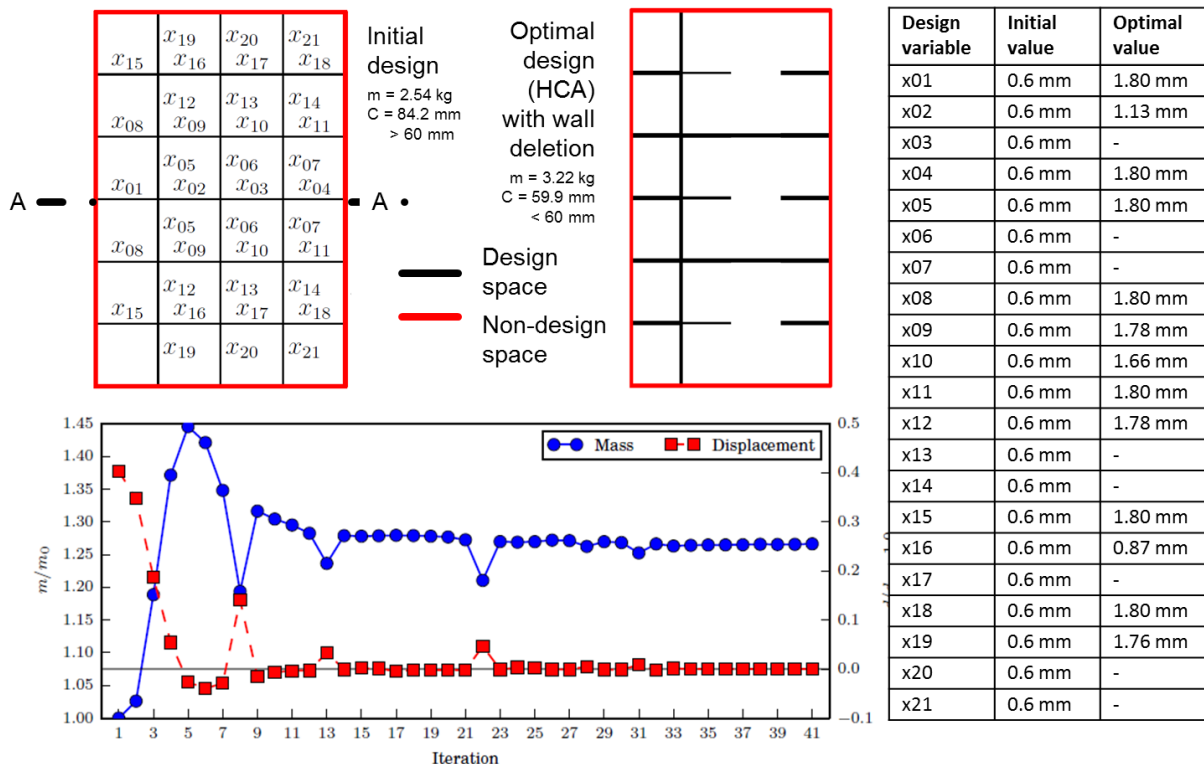 x19 x20 x21
x15 x16 x17 x18
x12 x13 x14
x08 x09 x10 x11
x05 x06 x07
x01 x02 x03 x04
A A
x05 x06 x07
x08 x09 x10 x11
x12 x13 x14
x15 x16 x17 x18
x19 x20 x21
Initial
design
m = 2.54 kg
C = 84.2 mm
> 60 mm
Optimal
design
(HCA)
with wall
deletion
m = 3.22 kg
C = 59.9 mm
< 60 mm
Design
space
Non-design
space
Design variable Initial value Optimal value
x01 0.6 mm 1.80 mm
x02 0.6 mm 1.13 mm
x03 0.6 mm -
x04 0.6 mm 1.80 mm
x05 0.6 mm 1.80 mm
x06 0.6 mm -
x07 0.6 mm -
x08 0.6 mm 1.80 mm
x09 0.6 mm 1.78 mm
x10 0.6 mm 1.66 mm
x11 0.6 mm 1.80 mm
x12 0.6 mm 1.78 mm
x13 0.6 mm -
x14 0.6 mm -
x15 0.6 mm 1.80 mm
x16 0.6 mm 0.87 mm
x17 0.6 mm -
x18 0.6 mm 1.80 mm
x19 0.6 mm 1.76 mm
x20 0.6 mm -
x21 0.6 mm -
Mass Displacement
m/m0
1.45
1.40
1.35
1.30
1.25
1.20
1.15
1.10
1.05
1.00
0.5
0.4
0.3
0.2
0.1
0.0
−0.1
1 3 5 7 9 11 13 15 17 19 21 23 25 27 29 31 33 35 37 39 41
Iteration